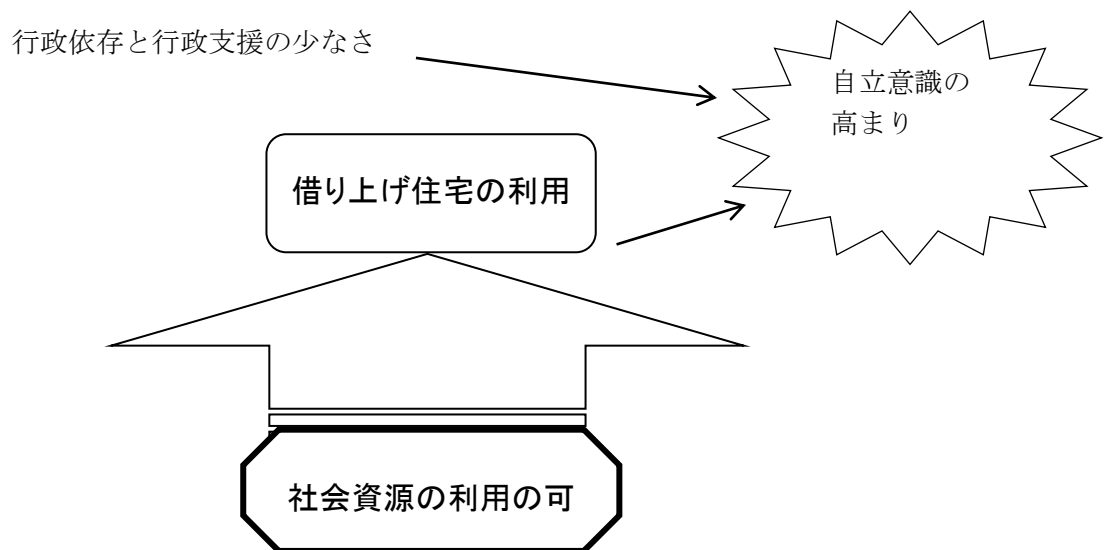 行政依存と行政支援の少なさ
自立意識の
高まり
借り上げ住宅の利用
社会資源の利用の可